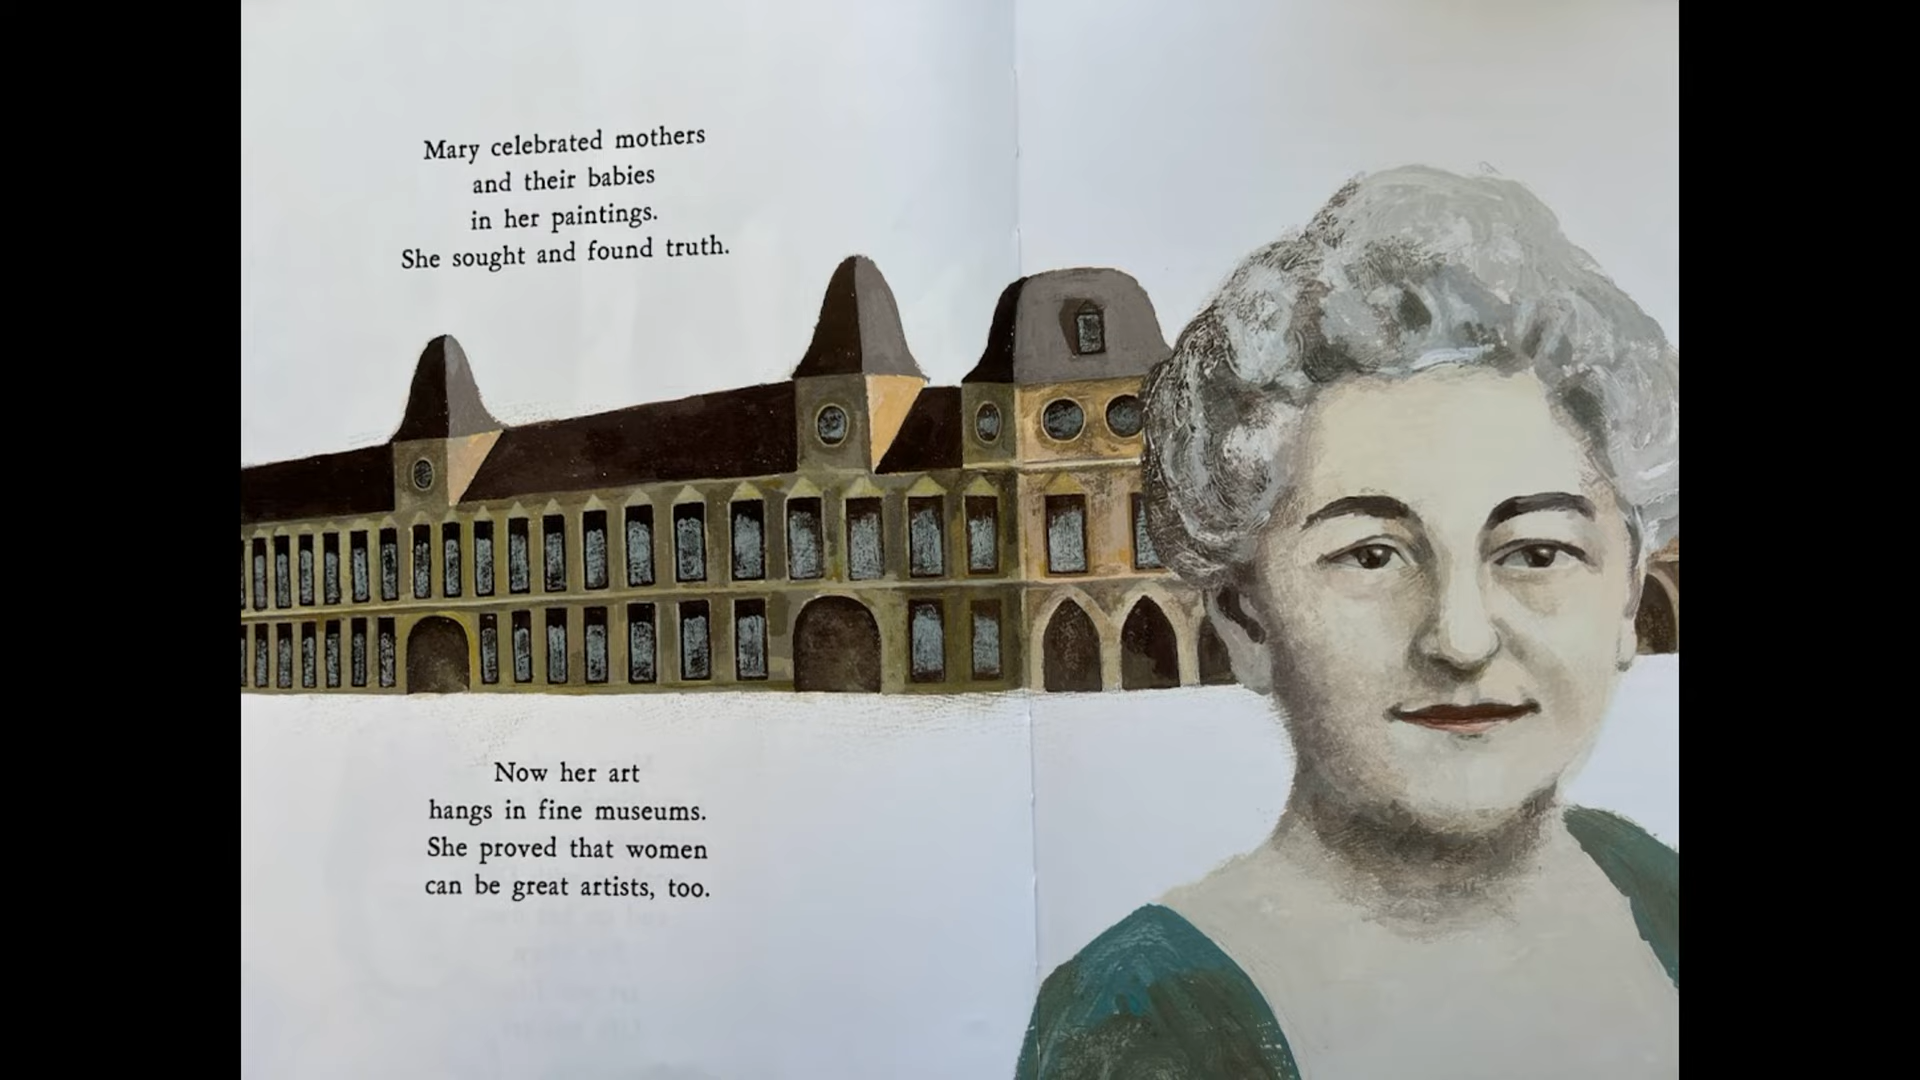 Mary celebrated mothers
and their babies
in her paintings.
She sought and found truth.
Now her art
hangs in fine museums.
She proved that women
can be great artists, too.